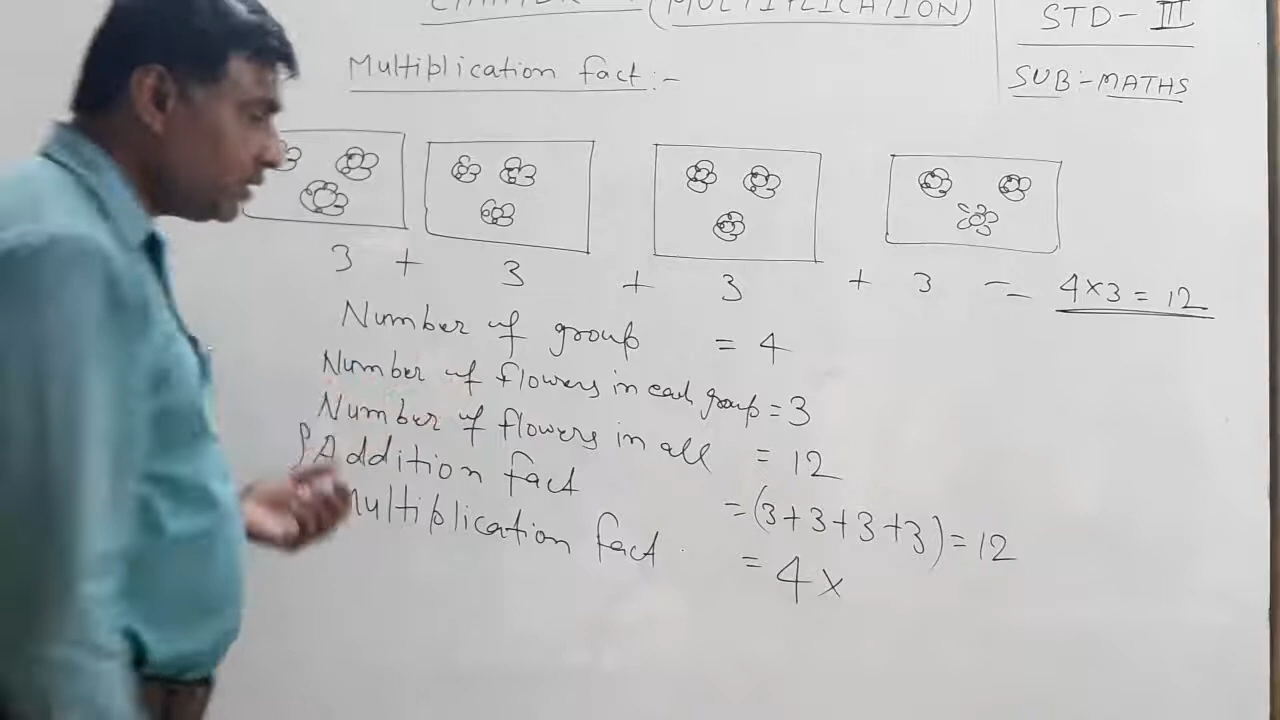 (MULTIPLICATION)
STD - III
SUB :- MATHS
Multiplication fact :-
3 + 3 + 3 + 3 = 4×3 = 12
Number of group = 4
Number of flowers in each group = 3
Number of flowers in all = 12
Addition fact = (3+3+3+3) = 12
Multiplication fact = 4×